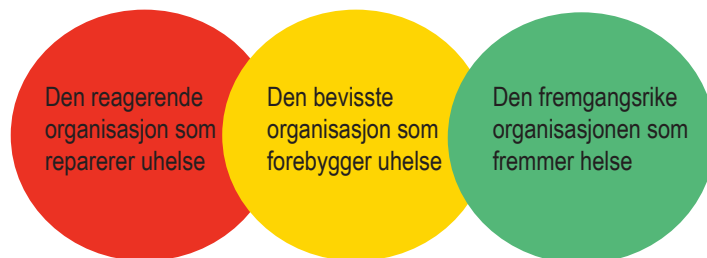 Den reagerende
organisasjon som
reparerer uhelse
Den bevisste
organisasjon som
forebygger uhelse
Den fremgangsrike
organisasjonen som
fremmer helse